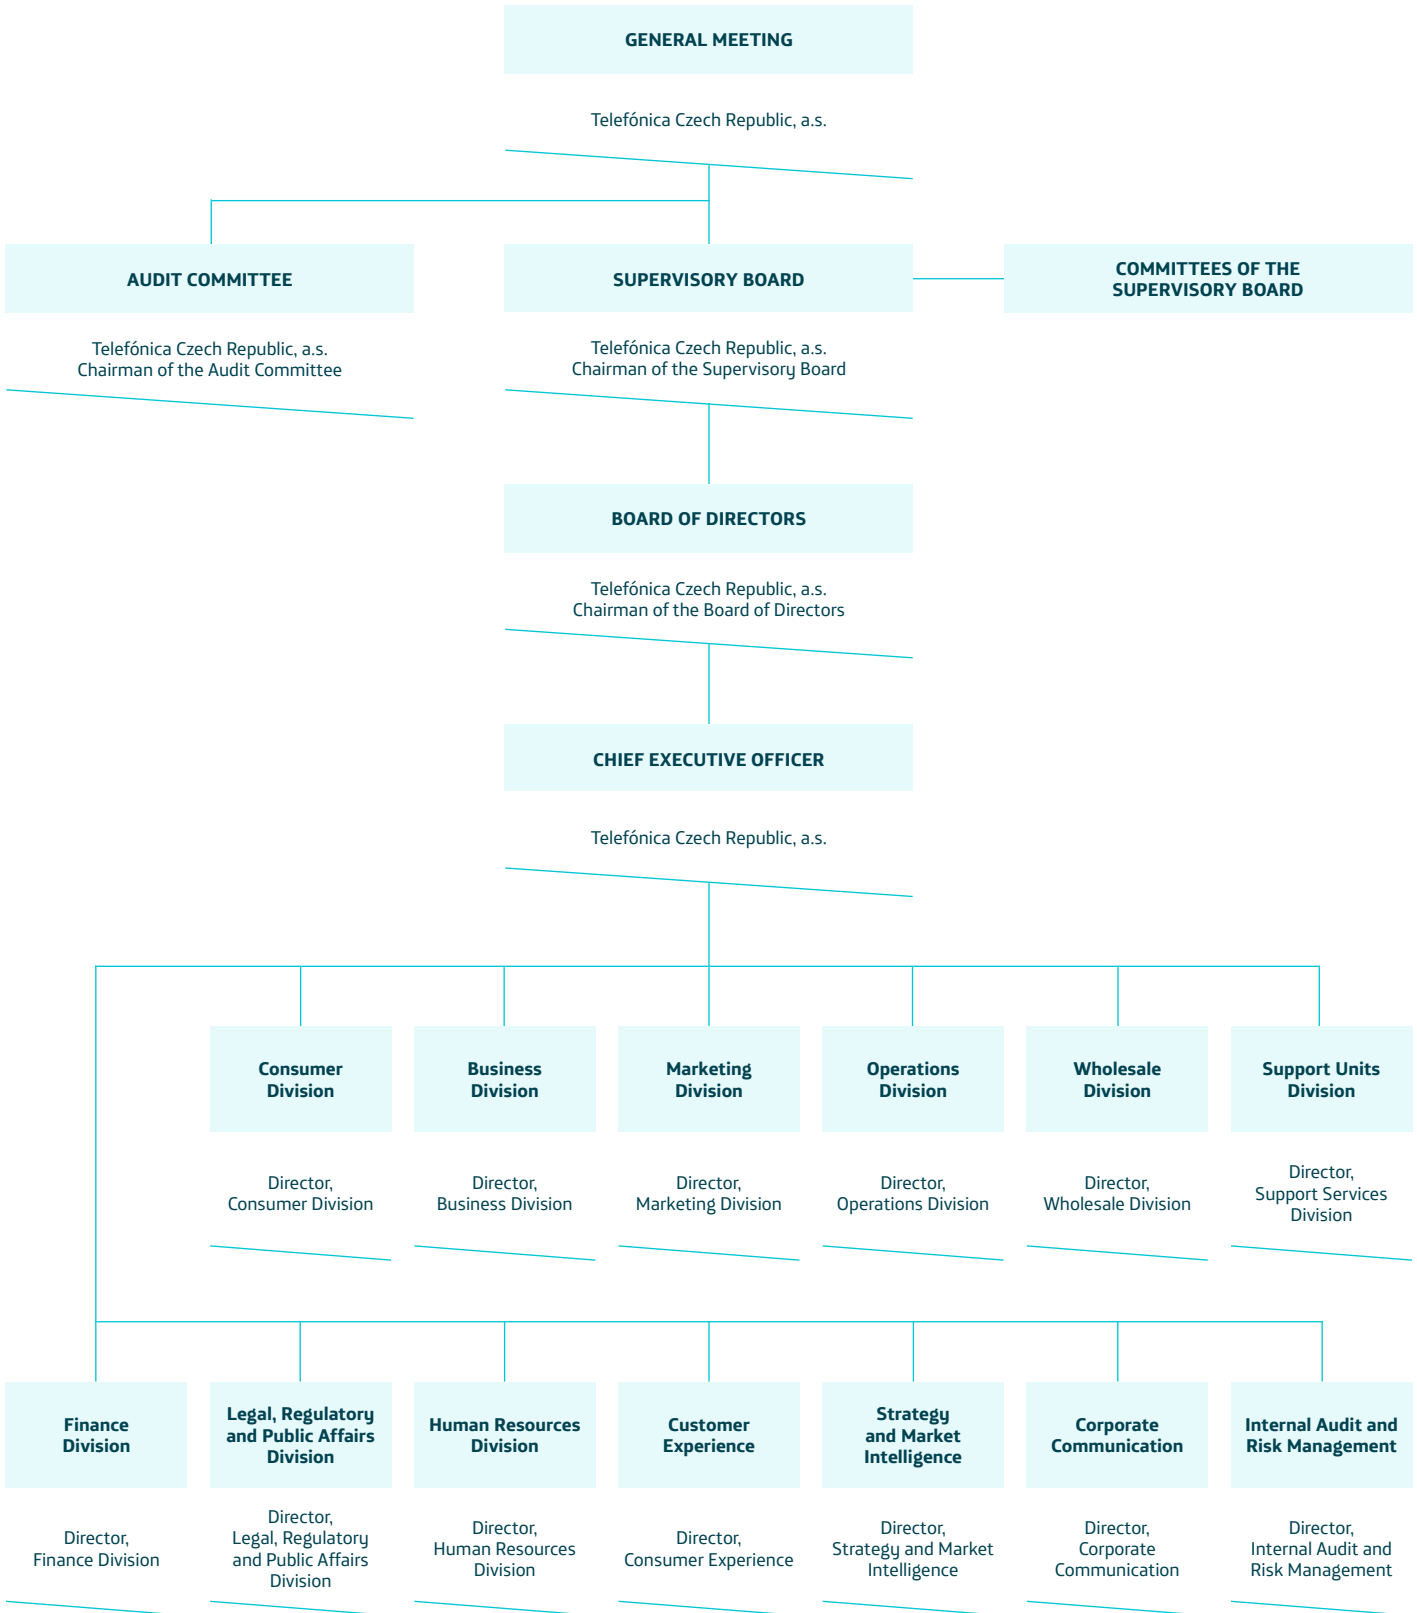 GENERAL MEETING
Telefónica Czech Republic, a.s.
AUDIT COMMITTEE
Telefónica Czech Republic, a.s.
Chairman of the Audit Committee
SUPERVISORY BOARD
Telefónica Czech Republic, a.s.
Chairman of the Supervisory Board
COMMITTEES OF THE
SUPERVISORY BOARD
BOARD OF DIRECTORS
Telefónica Czech Republic, a.s.
Chairman of the Board of Directors
CHIEF EXECUTIVE OFFICER
Telefónica Czech Republic, a.s.
Consumer
Division
Director,
Consumer Division
Business
Division
Director,
Business Division
Marketing
Division
Director,
Marketing Division
Operations
Division
Director,
Operations Division
Wholesale
Division
Director,
Wholesale Division
Support Units
Division
Director,
Support Services
Division
Finance
Division
Director,
Finance Division
Legal, Regulatory
and Public Affairs
Division
Director,
Legal, Regulatory
and Public Affairs
Division
Human Resources
Division
Director,
Human Resources
Division
Customer
Experience
Director,
Consumer Experience
Strategy
and Market
Intelligence
Director,
Strategy and Market
Intelligence
Corporate
Communication
Director,
Corporate
Communication
Internal Audit and
Risk Management
Director,
Internal Audit and
Risk Management